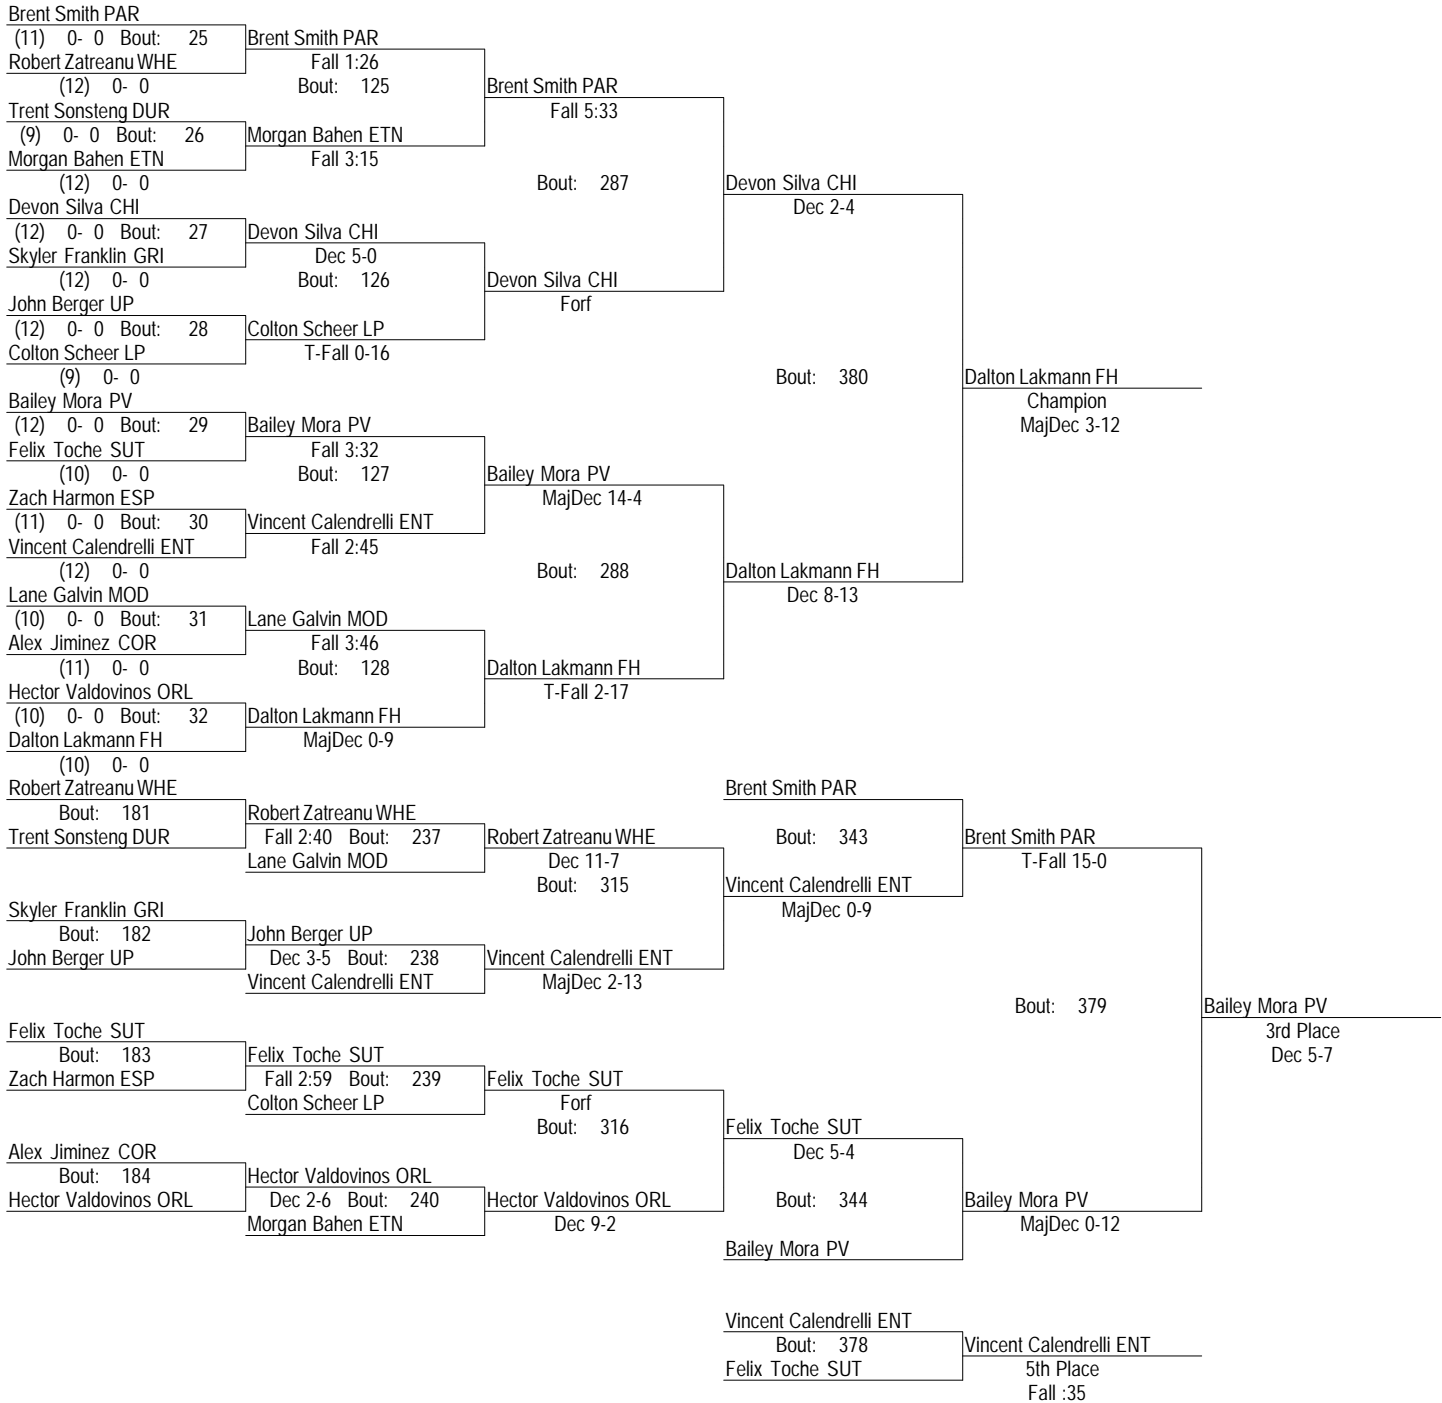 Brent Smith PAR
(11) 0- 0 Bout: 25 Brent Smith PAR
Robert Zatreanu WHE Fall 1:26
(12) 0- 0 Bout: 125 Brent Smith PAR
Trent Sonsteng DUR Fall 5:33
(9) 0- 0 Bout: 26 Morgan Bahen ETN
Morgan Bahen ETN Fall 3:15
(12) 0- 0 Bout: 287 Devon Silva CHI
Devon Silva CHI Dec 2-4
(12) 0- 0 Bout: 27 Devon Silva CHI
Skyler Franklin GRI Dec 5-0
(12) 0- 0 Bout: 126 Devon Silva CHI
John Berger UP Forf
(12) 0- 0 Bout: 28 Colton Scheer LP
Colton Scheer LP T-Fall 0-16
(9) 0- 0 Bout: 380 Dalton Lakmann FH
Bailey Mora PV Champion
(12) 0- 0 Bout: 29 Bailey Mora PV MajDec 3-12
Felix Toche SUT Fall 3:32
(10) 0- 0 Bout: 127 Bailey Mora PV
Zach Harmon ESP MajDec 14-4
(11) 0- 0 Bout: 30 Vincent Calendrelli ENT
Vincent Calendrelli ENT Fall 2:45
(12) 0- 0 Bout: 288 Dalton Lakmann FH
Lane Galvin MOD Dec 8-13
(10) 0- 0 Bout: 31 Lane Galvin MOD
Alex Jiminez COR Fall 3:46
(11) 0- 0 Bout: 128 Dalton Lakmann FH
Hector Valdovinos ORL T-Fall 2-17
(10) 0- 0 Bout: 32 Dalton Lakmann FH
Dalton Lakmann FH MajDec 0-9
(10) 0- 0
Robert Zatreanu WHE Brent Smith PAR
Bout: 181 Robert Zatreanu WHE
Trent Sonsteng DUR Fall 2:40 Bout: 237 Robert Zatreanu WHE Bout: 343 Brent Smith PAR
Lane Galvin MOD Dec 11-7 T-Fall 15-0
Bout: 315 Vincent Calendrelli ENT
Skyler Franklin GRI MajDec 0-9
Bout: 182 John Berger UP
John Berger UP Dec 3-5 Bout: 238 Vincent Calendrelli ENT
Vincent Calendrelli ENT MajDec 2-13
Bout: 379 Bailey Mora PV
Felix Toche SUT 3rd Place
Bout: 183 Felix Toche SUT Dec 5-7
Zach Harmon ESP Fall 2:59 Bout: 239 Felix Toche SUT
Colton Scheer LP Forf
Bout: 316 Felix Toche SUT
Alex Jiminez COR Dec 5-4
Bout: 184 Hector Valdovinos ORL
Hector Valdovinos ORL Dec 2-6 Bout: 240 Hector Valdovinos ORL Bout: 344 Bailey Mora PV
Morgan Bahen ETN Dec 9-2 MajDec 0-12
Bailey Mora PV
Vincent Calendrelli ENT
Bout: 378 Vincent Calendrelli ENT
Felix Toche SUT 5th Place
Fall :35